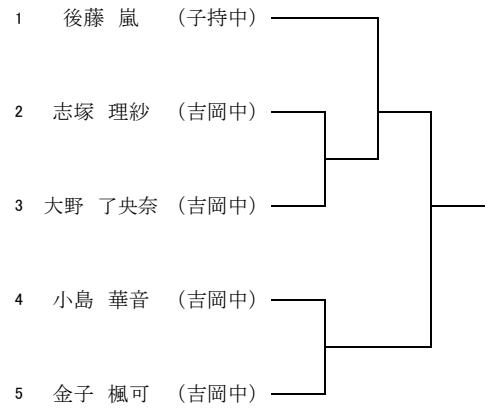 1 後藤 嵐 (子持中)
2 志塚 理紗 (吉岡中)
3 大野 了央奈 (吉岡中)
4 小島 華音 (吉岡中)
5 金子 楓可 (吉岡中)